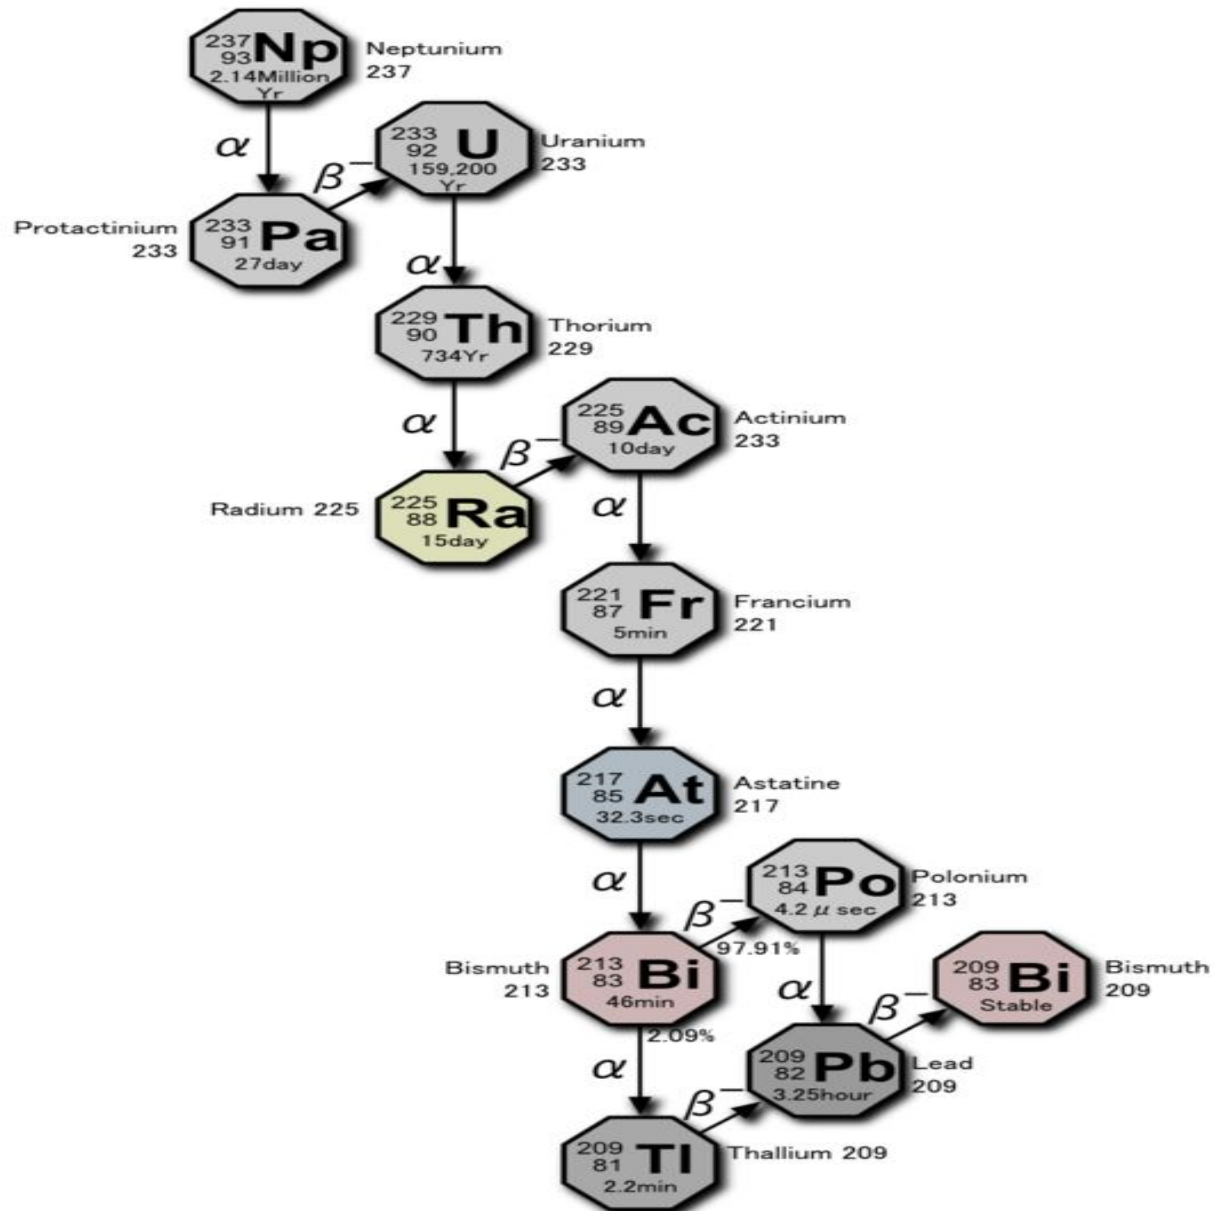 237
93 Np
2.14Million
Yr
Neptunium
237
α
233
92 U
159,200
Yr
Uranium
233
β−
Protactinium
233
233
91 Pa
27day
α
229
90 Th
734Yr
Thorium
229
α
225
89 Ac
10day
Actinium
233
β−
Radium 225
225
88 Ra
15day
α
221
87 Fr
5min
Francium
221
α
217
85 At
32.3sec
Astatine
217
α
213
84 Po
4.2 μ sec
Polonium
213
β−
97.91%
Bismuth
213
213
83 Bi
46min
α
209
83 Bi
Stable
Bismuth
209
β−
2.09%
α
209
82 Pb
3.25hour
Lead
209
β−
209
81 Tl
2.2min
Thallium 209